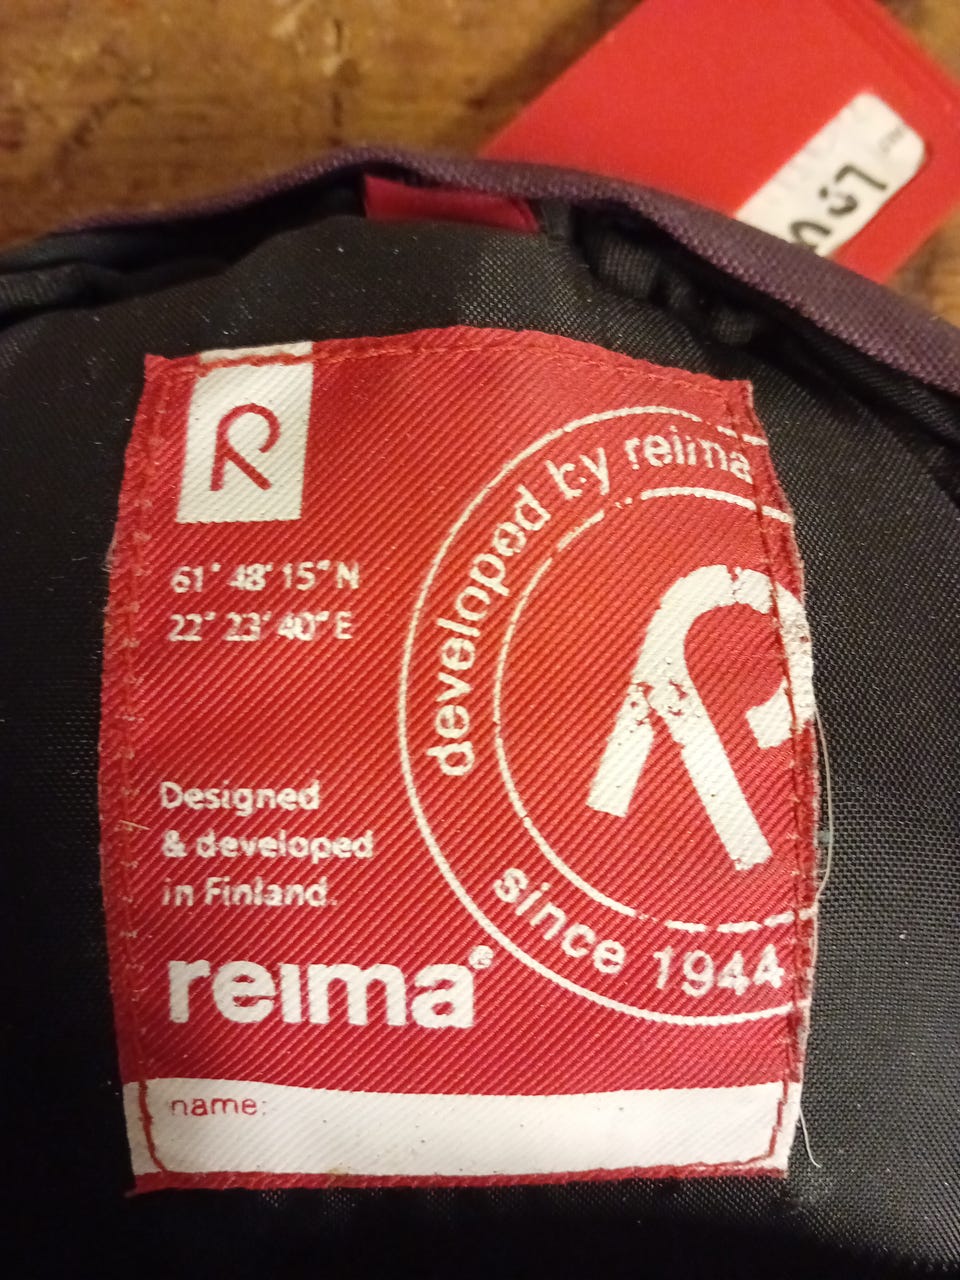 R
61° 48' 15" N
22° 23' 40" E
developed by reima
since 1944
Designed
& developed
in Finland.
reima®
name: